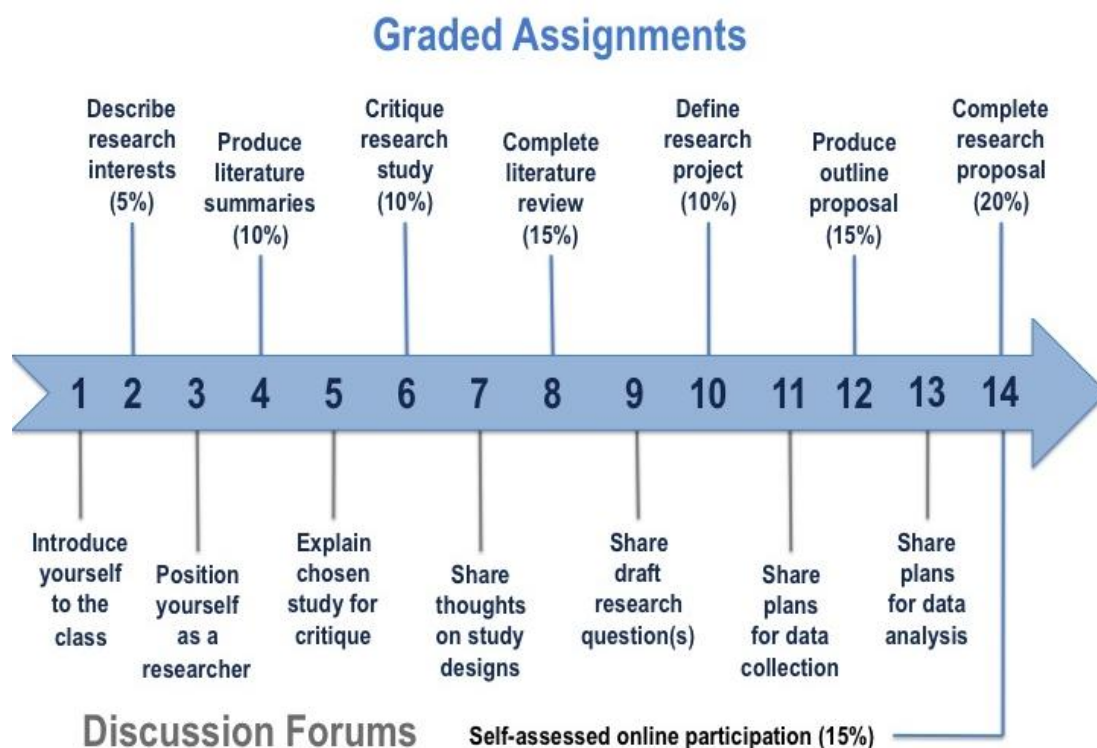 Graded Assignments
Describe
research
interests
(5%)
Produce
literature
summaries
(10%)
Critique
research
study
(10%)
Complete
literature
review
(15%)
Define
research
project
(10%)
Produce
outline
proposal
(15%)
Complete
research
proposal
(20%)
1 2 3 4 5 6 7 8 9 10 11 12 13 14
Introduce
yourself
to the
class
Position
yourself
as a
researcher
Explain
chosen
study for
critique
Share
thoughts
on study
designs
Share
draft
research
question(s)
Share
plans
for data
collection
Share
plans
for data
analysis
Discussion Forums
Self-assessed online participation (15%)